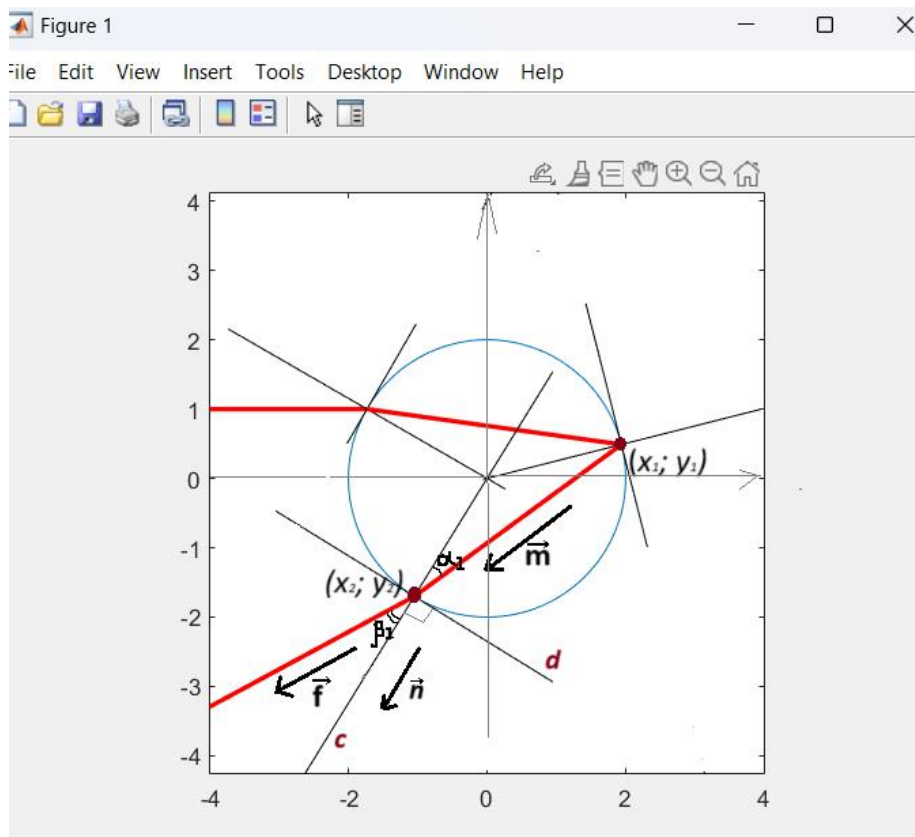 Figure 1
File Edit View Insert Tools Desktop Window Help
4
3
2
1
0
-1
-2
-3
-4
-4 -2 0 2 4
(x₁; y₁)
α₁
m
(x₂; y₂)
β₁
f
n
d
c